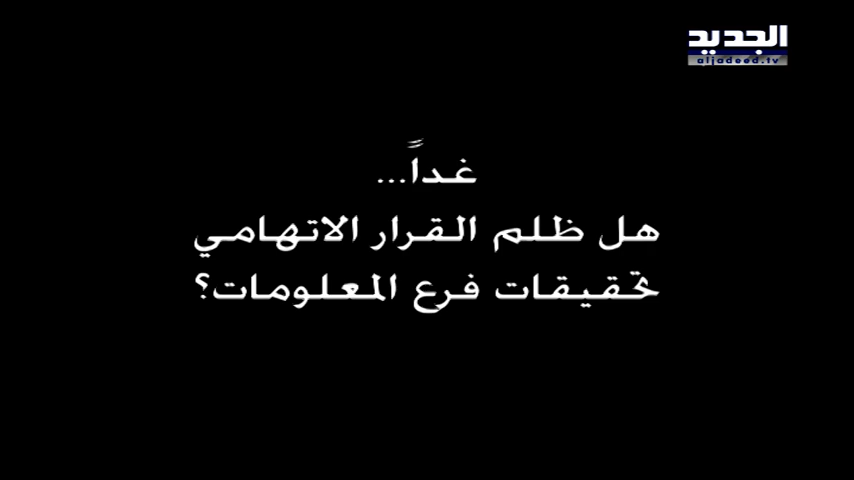 الجديد
aljadeed.tv
غداً...
هل ظلم القرار الاتهامي
تحقيقات فرع المعلومات؟